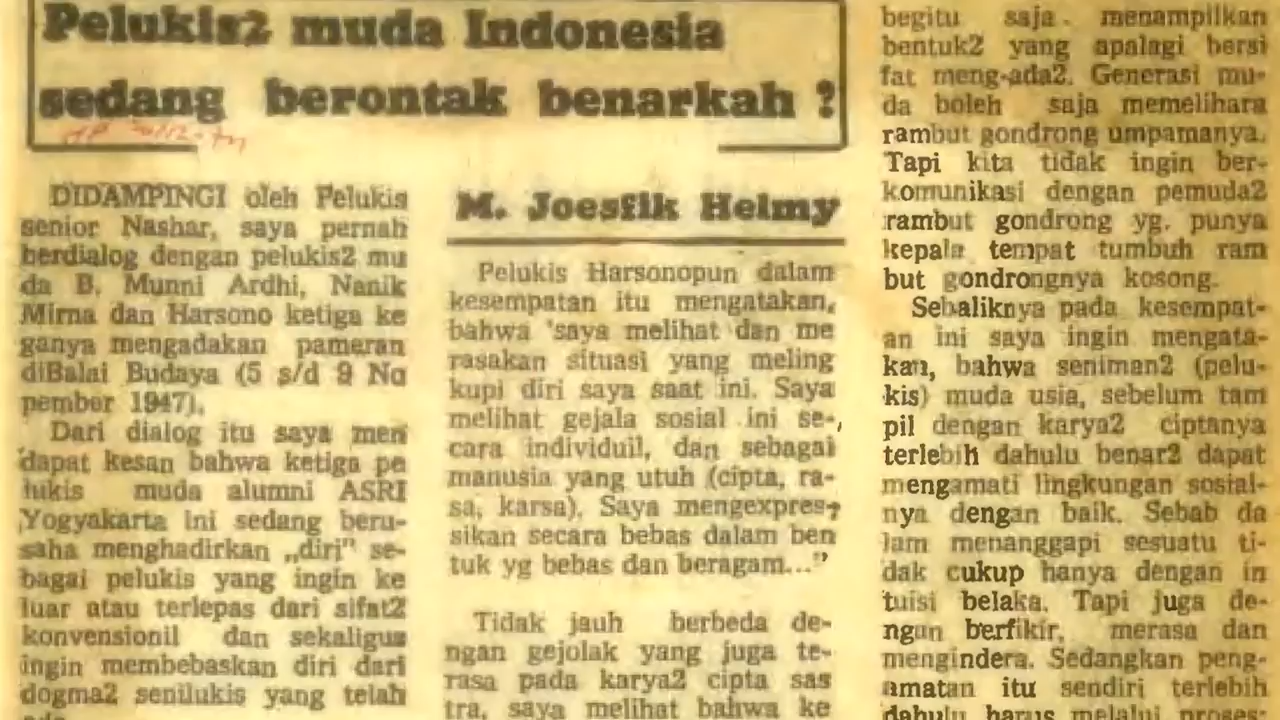 Pelukis2 muda Indonesia
sedang berontak benarkah ?
DIDAMPINGI oleh Pelukis
senior Nashar, saya pernah
berdialog dengan pelukis2 mu
da B. Munni Ardhi, Nanik
Mirna dan Harsono ketiga ke
ganya mengadakan pameran
diBalai Budaya (5 s/d 9 No
pember 1947).
Dari dialog itu saya men
dapat kesan bahwa ketiga pe
lukis muda alumni ASRI
Yogyakarta ini sedang beru-
saha menghadirkan „diri" se-
bagai pelukis yang ingin ke
luar atau terlepas dari sifat2
konvensionil dan sekaligus
ingin membebaskan diri dari
dogma2 senilukis yang telah
M. Joesfik Helmy
Pelukis Harsonopun dalam
kesempatan itu mengatakan,
bahwa 'saya melihat dan me
rasakan situasi yang meling
kupi diri saya saat ini. Saya
melihat gejala sosial ini se-
cara individuil, dan sebagai
manusia yang utuh (cipta, ra-
sa, karsa). Saya mengexpres-
sikan secara bebas dalam ben
tuk yg bebas dan beragam..."
Tidak jauh berbeda de-
ngan gejolak yang juga te-
rasa pada karya2 cipta sas
tra, saya melihat bahwa ke
begitu saja menampilkan
bentuk2 yang apalagi bersi
fat meng-ada2. Generasi mu-
da boleh saja memelihara
rambut gondrong umpamanya.
Tapi kita tidak ingin ber-
komunikasi dengan pemuda2
rambut gondrong yg. punya
kepala tempat tumbuh ram
but gondrongnya kosong.
Sebaliknya pada kesempat-
an ini saya ingin mengata-
kan, bahwa seniman2 (pelu-
kis) muda usia, sebelum tam
pil dengan karya2 ciptanya
terlebih dahulu benar2 dapat
mengamati lingkungan sosial-
nya dengan baik. Sebab da
lam menanggapi sesuatu ti-
dak cukup hanya dengan in
tuisi belaka. Tapi juga de-
ngan berfikir, merasa dan
mengindera. Sedangkan peng-
amatan itu sendiri terlebih
dahulu harus melalui proses: